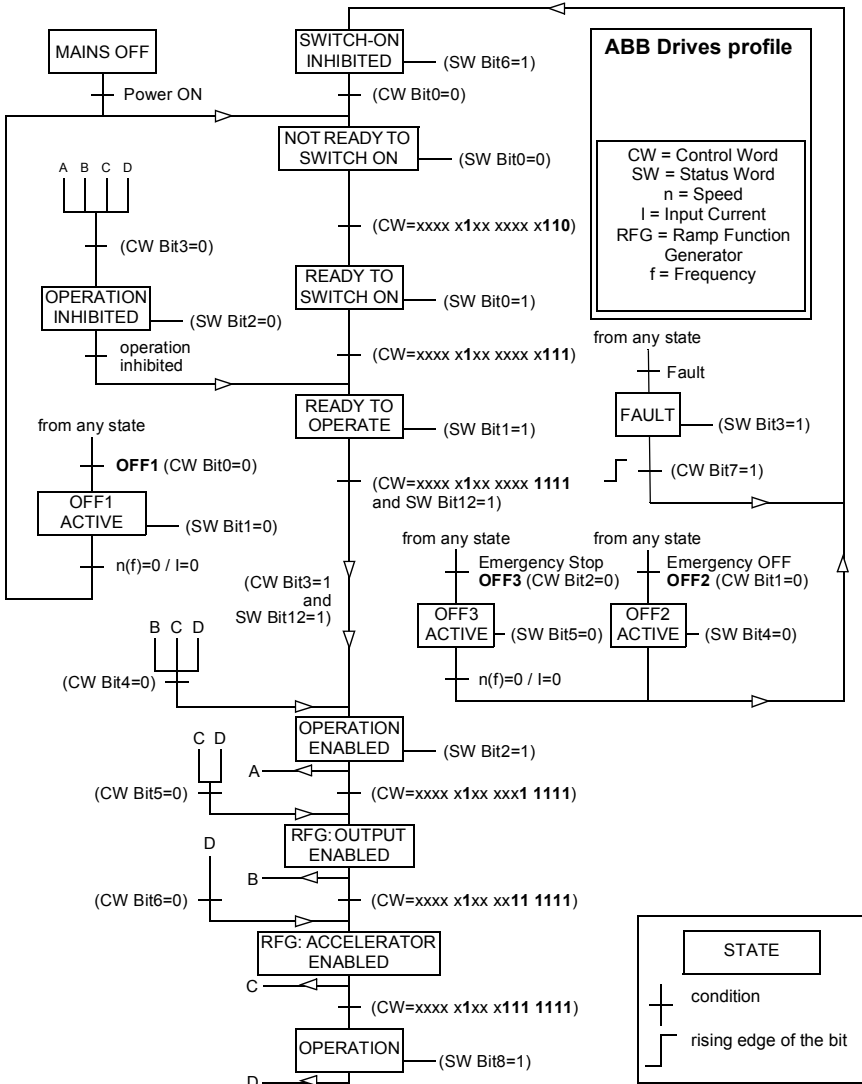 MAINS OFF
Power ON
SWITCH-ON
INHIBITED
(SW Bit6=1)
(CW Bit0=0)
ABB Drives profile
CW = Control Word
SW = Status Word
n = Speed
I = Input Current
RFG = Ramp Function
Generator
f = Frequency
NOT READY TO
SWITCH ON
(SW Bit0=0)
A B C D
(CW Bit3=0)
(CW=xxxx x1xx xxxx x110)
OPERATION
INHIBITED
(SW Bit2=0)
operation
inhibited
READY TO
SWITCH ON
(SW Bit0=1)
(CW=xxxx x1xx xxxx x111)
from any state
Fault
FAULT
(SW Bit3=1)
(CW Bit7=1)
READY TO
OPERATE
(SW Bit1=1)
(CW=xxxx x1xx xxxx 1111
and SW Bit12=1)
from any state
OFF1 (CW Bit0=0)
OFF1
ACTIVE
(SW Bit1=0)
n(f)=0 / I=0
(CW Bit3=1
and
SW Bit12=1)
from any state
Emergency Stop
OFF3 (CW Bit2=0)
OFF3
ACTIVE
(SW Bit5=0)
n(f)=0 / I=0
from any state
Emergency OFF
OFF2 (CW Bit1=0)
OFF2
ACTIVE
(SW Bit4=0)
B C D
(CW Bit4=0)
OPERATION
ENABLED
(SW Bit2=1)
A
(CW=xxxx x1xx xxx1 1111)
C D
(CW Bit5=0)
RFG: OUTPUT
ENABLED
B
(CW=xxxx x1xx xx11 1111)
D
(CW Bit6=0)
RFG: ACCELERATOR
ENABLED
C
(CW=xxxx x1xx x111 1111)
OPERATION
(SW Bit8=1)
D
STATE
condition
rising edge of the bit